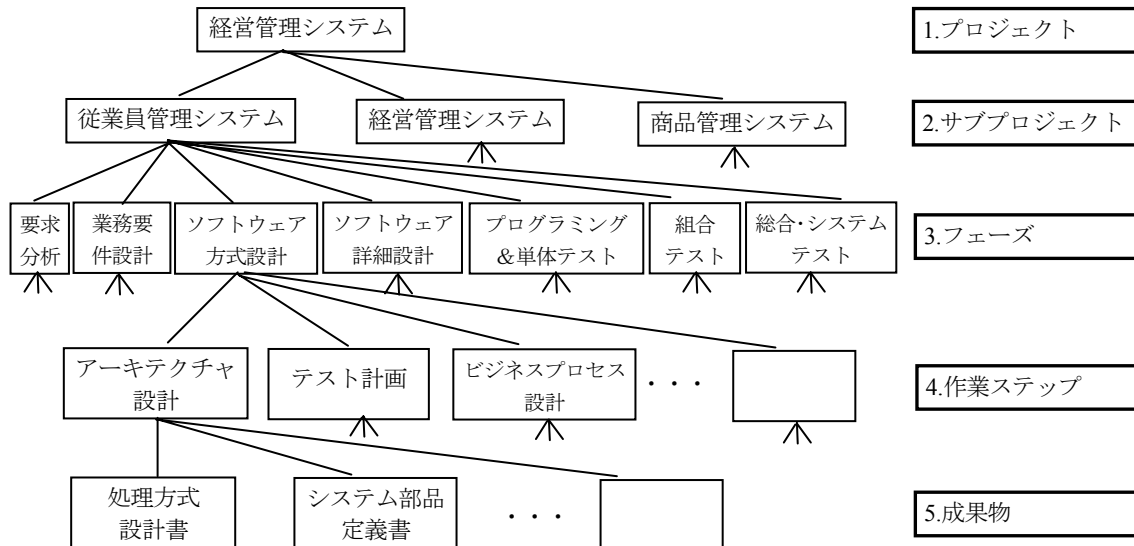 経営管理システム
1.プロジェクト
従業員管理システム
経営管理システム
商品管理システム
2.サブプロジェクト
要求
分析
業務要
件設計
ソフトウェア
方式設計
ソフトウェア
詳細設計
プログラミング
＆単体テスト
組合
テスト
総合・システム
テスト
3.フェーズ
アーキテクチャ
設計
テスト計画
ビジネスプロセス
設計
・・・
4.作業ステップ
処理方式
設計書
システム部品
定義書
・・・
5.成果物